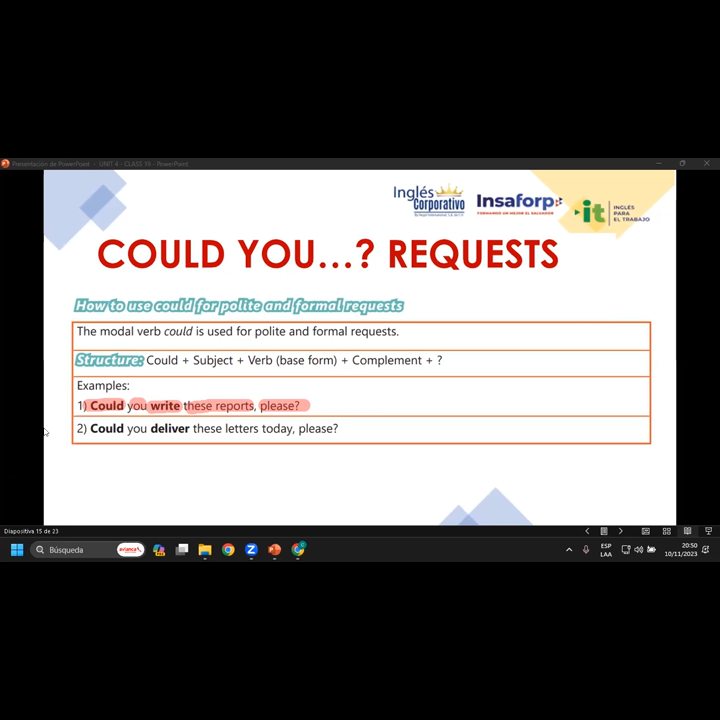 Presentación de PowerPoint - UNIT 4 - CLASS 19 - PowerPoint
Inglés
Corporativo
Insaforp
FORMANDO UN MEJOR EL SALVADOR
it
INGLÉS
PARA
EL TRABAJO
COULD YOU...? REQUESTS
How to use could for polite and formal requests
The modal verb could is used for polite and formal requests.
Structure: Could + Subject + Verb (base form) + Complement + ?
Examples:
1) Could you write these reports, please?
2) Could you deliver these letters today, please?
Diapositiva 15 de 23
Búsqueda
avianca
ESP
LAA
20:50
10/11/2023